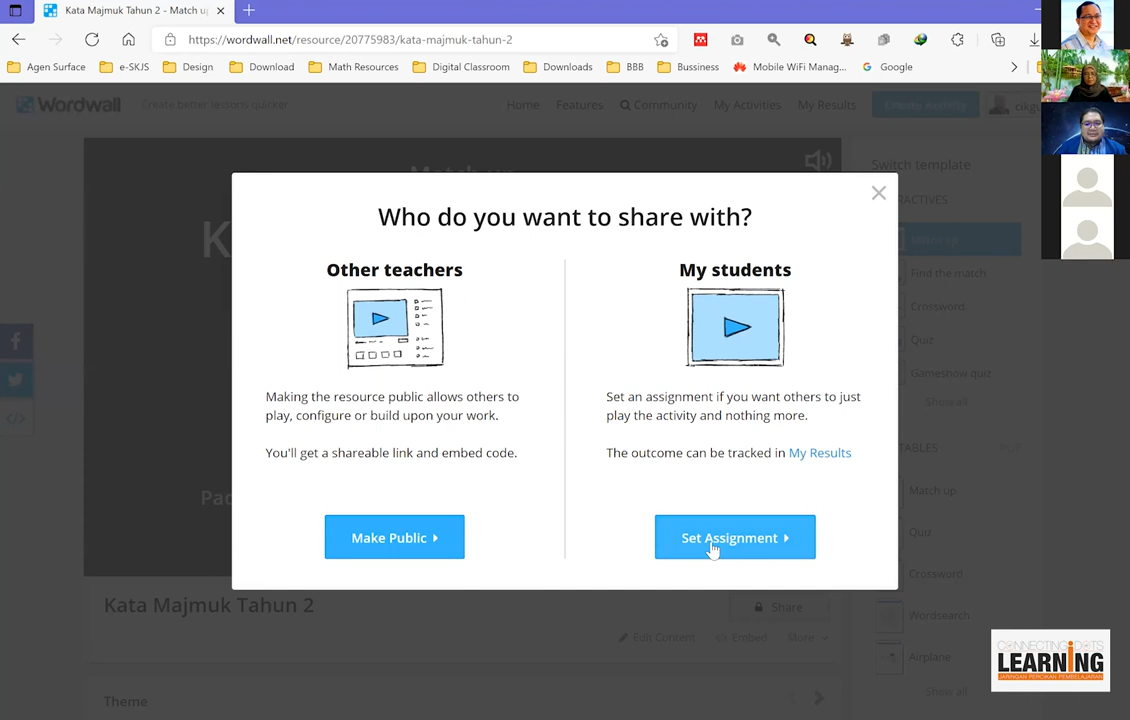 Kata Majmuk Tahun 2 - Match u
https://wordwall.net/resource/20775983/kata-majmuk-tahun-2
Agen Surface
e-SKJS
Design
Download
Math Resources
Digital Classroom
Downloads
BBB
Bussiness
Mobile WiFi Manag...
Google
Wordwall
Create better lessons quicker
Home
Features
Community
My Activities
My Results
Create Activity
cikgu
Switch template
Who do you want to share with?
Other teachers
Making the resource public allows others to
play, configure or build upon your work.
You'll get a shareable link and embed code.
Make Public
My students
Set an assignment if you want others to just
play the activity and nothing more.
The outcome can be tracked in My Results
Set Assignment
Find the match
Crossword
Quiz
Gameshow quiz
Show all
Match up
Quiz
Crossword
Wordsearch
Airplane
Show all
Kata Majmuk Tahun 2
Share
Edit Content
Embed
More
Theme
CONNECTING DOTS
LEARNiNG
JARINGAN PERCIKAN PEMBELAJARAN